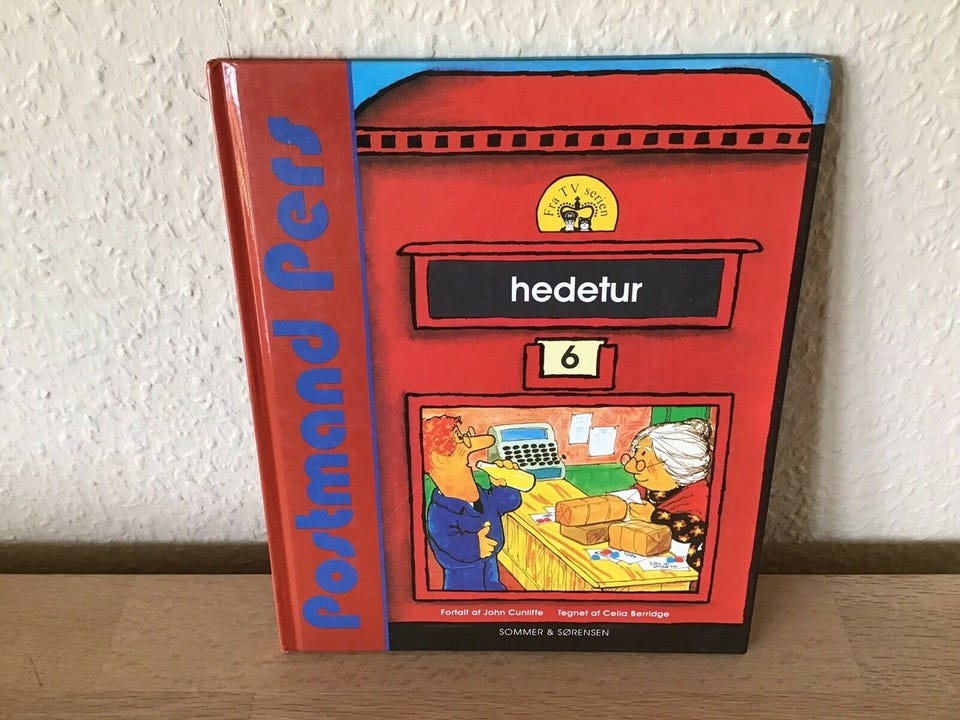 Postmand Pers
Fra TV serien
hedetur
6
Fortalt af John Cunliffe Tegnet af Celia Berridge
SOMMER & SØRENSEN